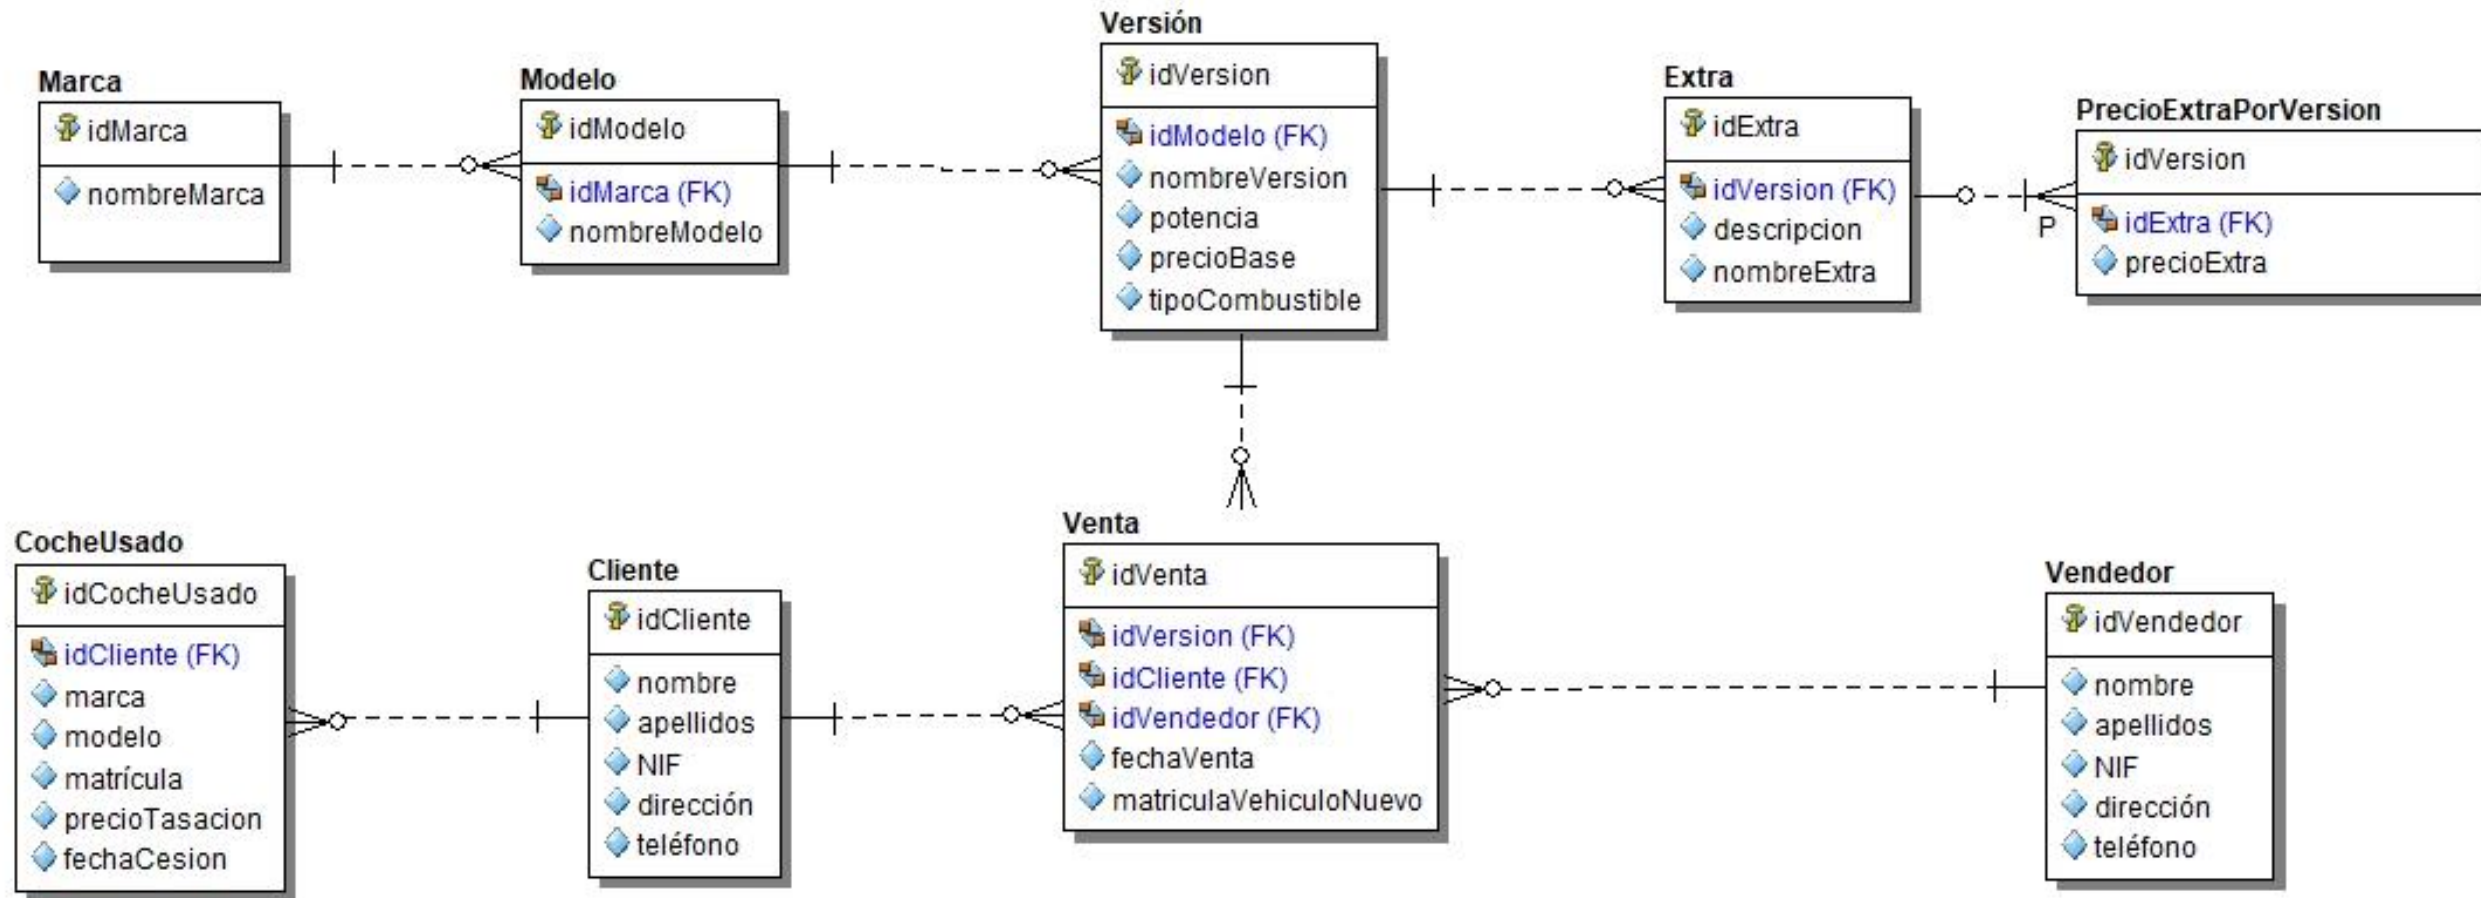 Marca
idMarca
nombreMarca
Modelo
idModelo
idMarca (FK)
nombreModelo
Versión
idVersion
idModelo (FK)
nombreVersion
potencia
precioBase
tipoCombustible
Extra
idExtra
idVersion (FK)
descripcion
nombreExtra
P
PrecioExtraPorVersion
idVersion
idExtra (FK)
precioExtra
CocheUsado
idCocheUsado
idCliente (FK)
marca
modelo
matrícula
precioTasacion
fechaCesion
Cliente
idCliente
nombre
apellidos
NIF
dirección
teléfono
Venta
idVenta
idVersion (FK)
idCliente (FK)
idVendedor (FK)
fechaVenta
matriculaVehiculoNuevo
Vendedor
idVendedor
nombre
apellidos
NIF
dirección
teléfono